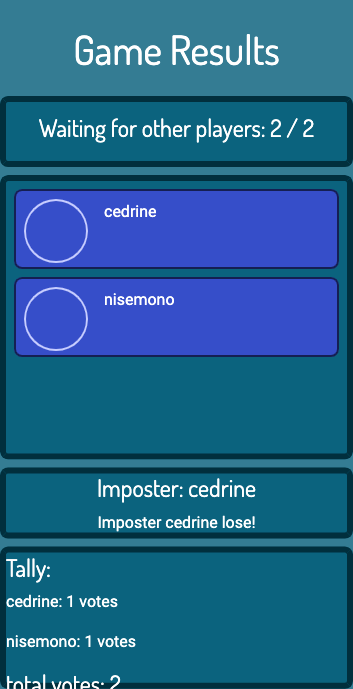 Game Results
Waiting for other players: 2 / 2
cedrine
nisemono
Imposter: cedrine
Imposter cedrine lose!
Tally:
cedrine: 1 votes
nisemono: 1 votes
total votes: 2